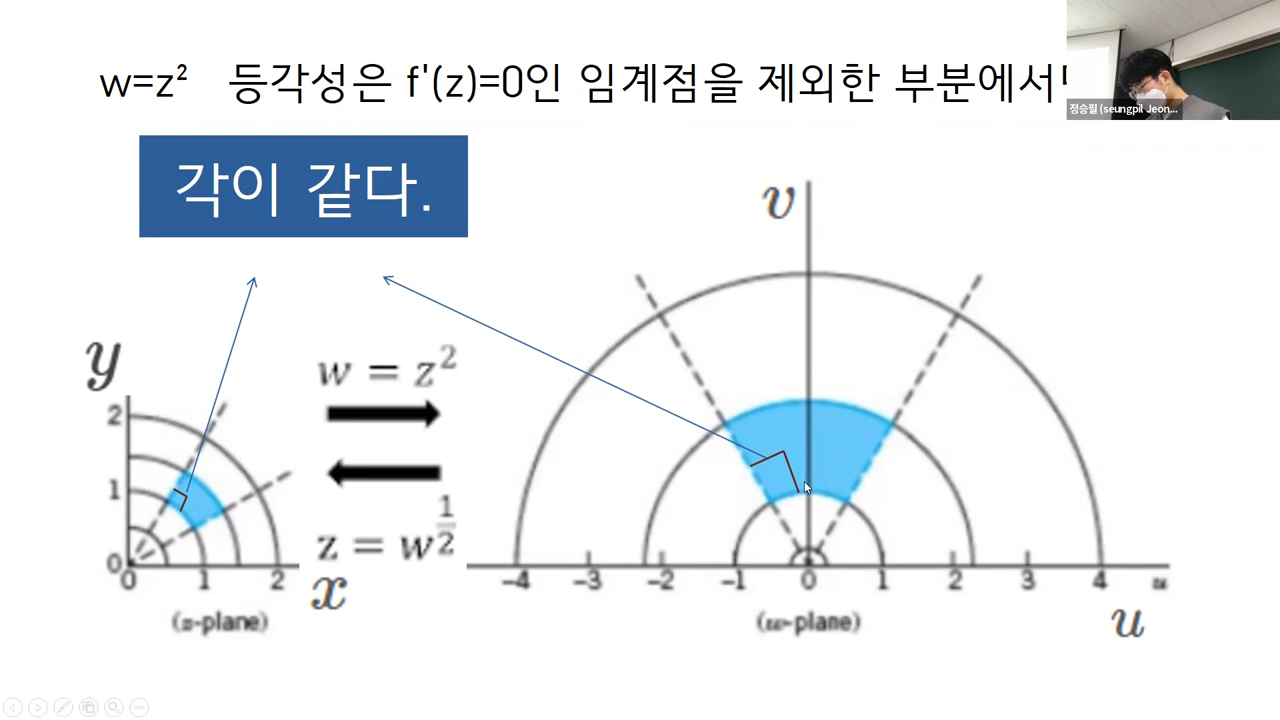 w=z² 등각성은 f'(z)=0인 임계점을 제외한 부분에서
정승필 (seungpil Jeon...
각이 같다.
v
y
w = z²
2
1
0
z = w^{1/2}
0 1 2
x
(z-plane)
-4 -3 -2 -1 0 1 2 3 4 u
(w-plane)
u